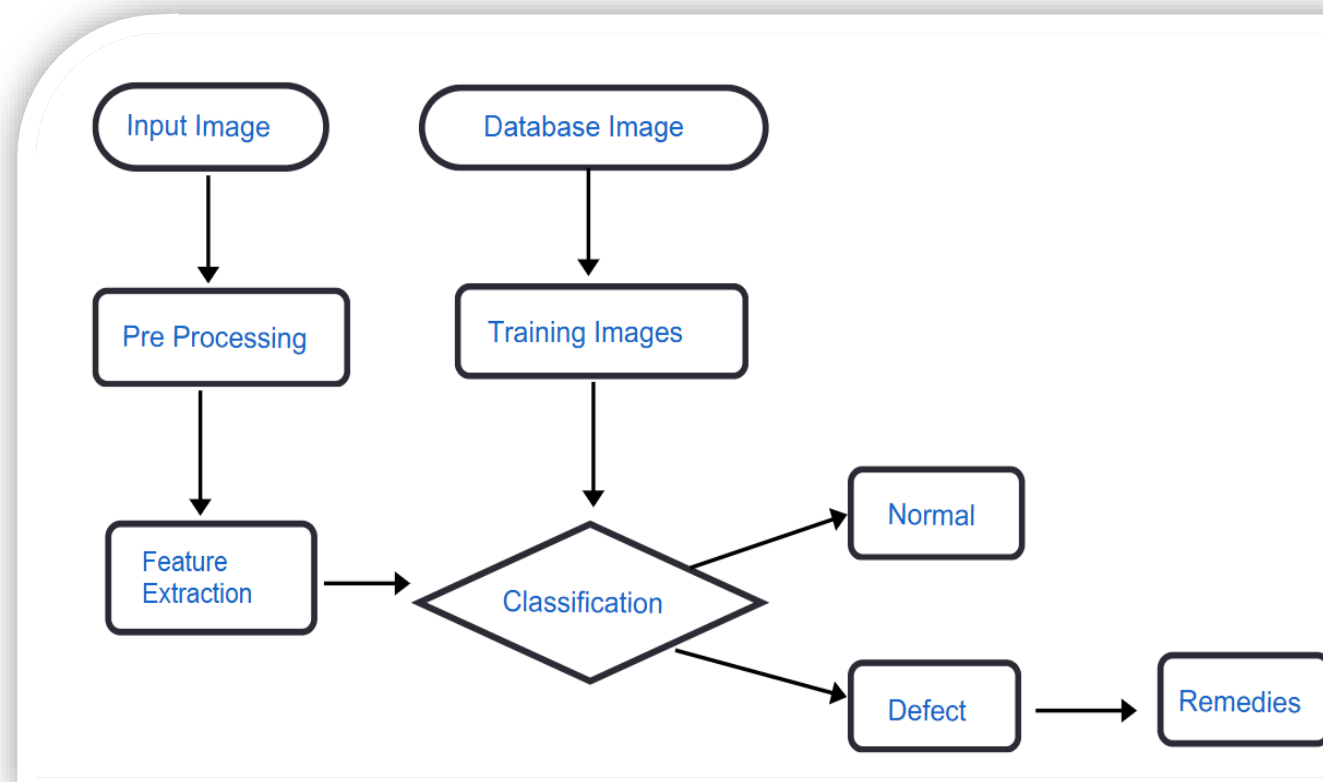 Input Image
Database Image
Pre Processing
Training Images
Feature
Extraction
Classification
Normal
Defect
Remedies